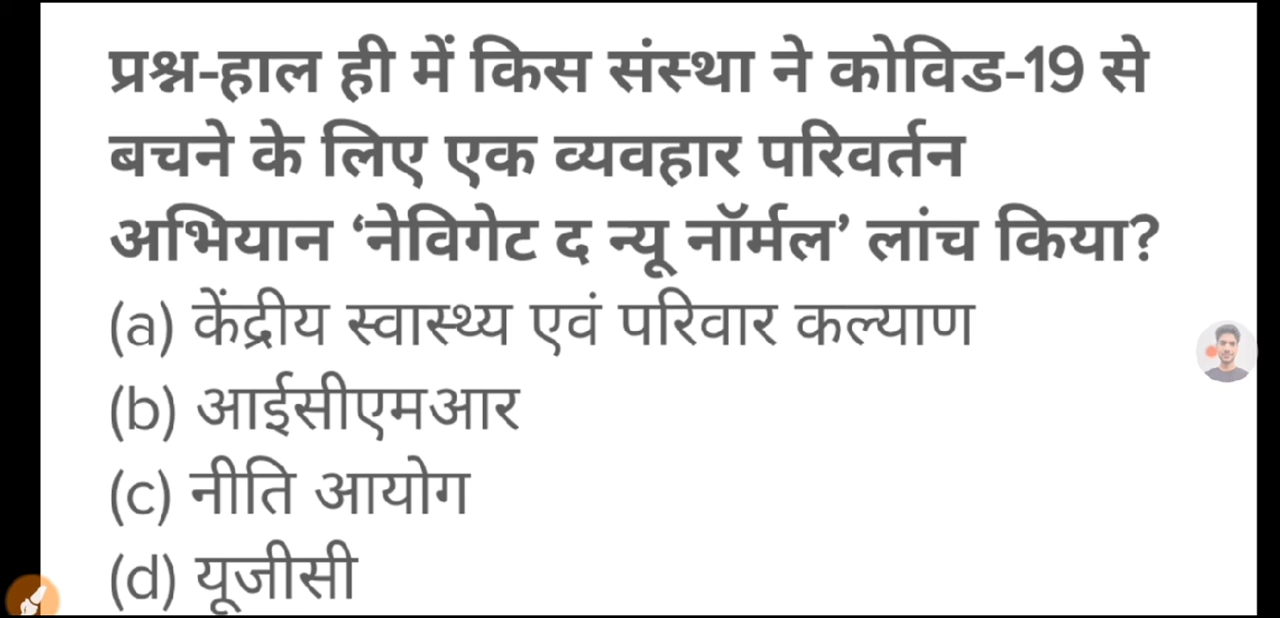 प्रश्न-हाल ही में किस संस्था ने कोविड-19 से
बचने के लिए एक व्यवहार परिवर्तन
अभियान ‘नेविगेट द न्यू नॉर्मल’ लांच किया?
(a) केंद्रीय स्वास्थ्य एवं परिवार कल्याण
(b) आईसीएमआर
(c) नीति आयोग
(d) यूजीसी